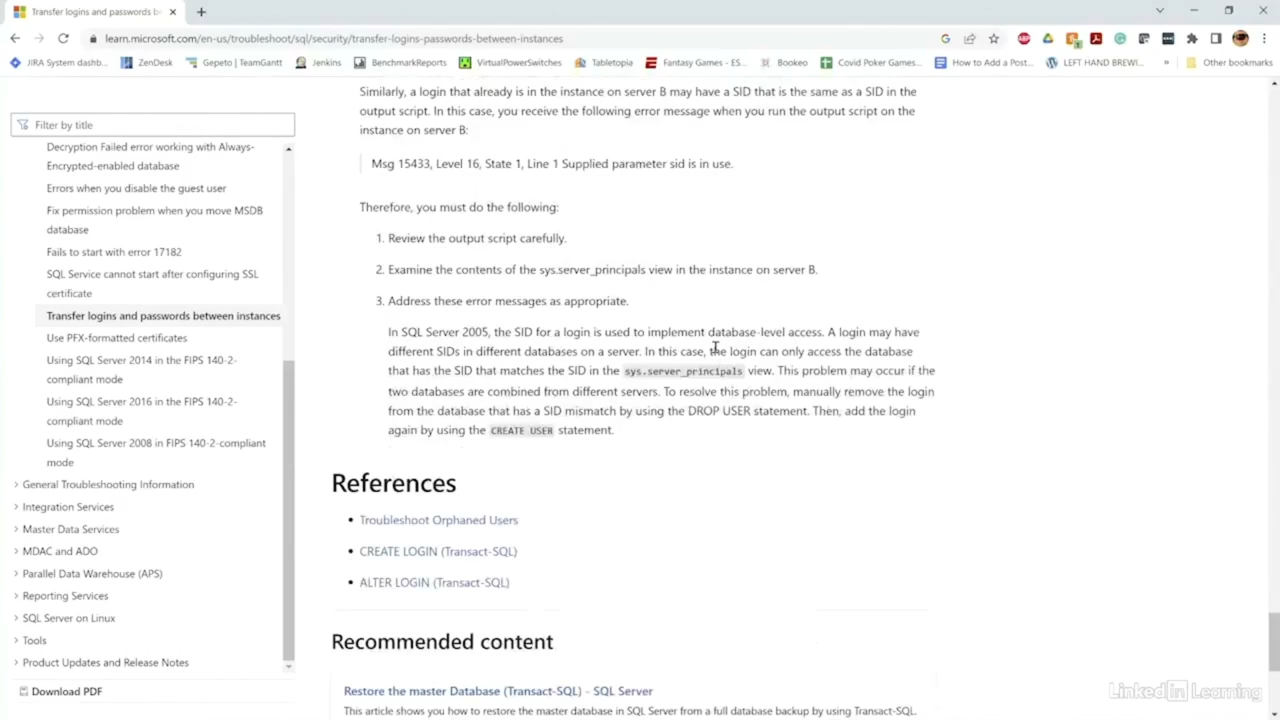 Transfer logins and passwords be
learn.microsoft.com/en-us/troubleshoot/sql/security/transfer-logins-passwords-between-instances
JIRA System dashb...
ZenDesk
Gepeto | TeamGantt
Jenkins
BenchmarkReports
VirtualPowerSwitches
Tabletopia
Fantasy Games - ES...
Bookeo
Covid Poker Games...
How to Add a Post...
LEFT HAND BREWI...
»
Other bookmarks
Filter by title
Decryption Failed error working with Always-
Encrypted-enabled database
Errors when you disable the guest user
Fix permission problem when you move MSDB
database
Fails to start with error 17182
SQL Service cannot start after configuring SSL
certificate
Transfer logins and passwords between instances
Use PFX-formatted certificates
Using SQL Server 2014 in the FIPS 140-2-
compliant mode
Using SQL Server 2016 in the FIPS 140-2-
compliant mode
Using SQL Server 2008 in FIPS 140-2-compliant
mode
General Troubleshooting Information
Integration Services
Master Data Services
MDAC and ADO
Parallel Data Warehouse (APS)
Reporting Services
SQL Server on Linux
Tools
Product Updates and Release Notes
Download PDF
Similarly, a login that already is in the instance on server B may have a SID that is the same as a SID in the
output script. In this case, you receive the following error message when you run the output script on the
instance on server B:
Msg 15433, Level 16, State 1, Line 1 Supplied parameter sid is in use.
Therefore, you must do the following:
1. Review the output script carefully.
2. Examine the contents of the sys.server_principals view in the instance on server B.
3. Address these error messages as appropriate.
In SQL Server 2005, the SID for a login is used to implement database-level access. A login may have
different SIDs in different databases on a server. In this case, the login can only access the database
that has the SID that matches the SID in the sys.server_principals view. This problem may occur if the
two databases are combined from different servers. To resolve this problem, manually remove the login
from the database that has a SID mismatch by using the DROP USER statement. Then, add the login
again by using the CREATE USER statement.
References
• Troubleshoot Orphaned Users
• CREATE LOGIN (Transact-SQL)
• ALTER LOGIN (Transact-SQL)
Recommended content
Restore the master Database (Transact-SQL) - SQL Server
This article shows you how to restore the master database in SQL Server from a full database backup by using Transact-SQL.
LinkedIn Learning